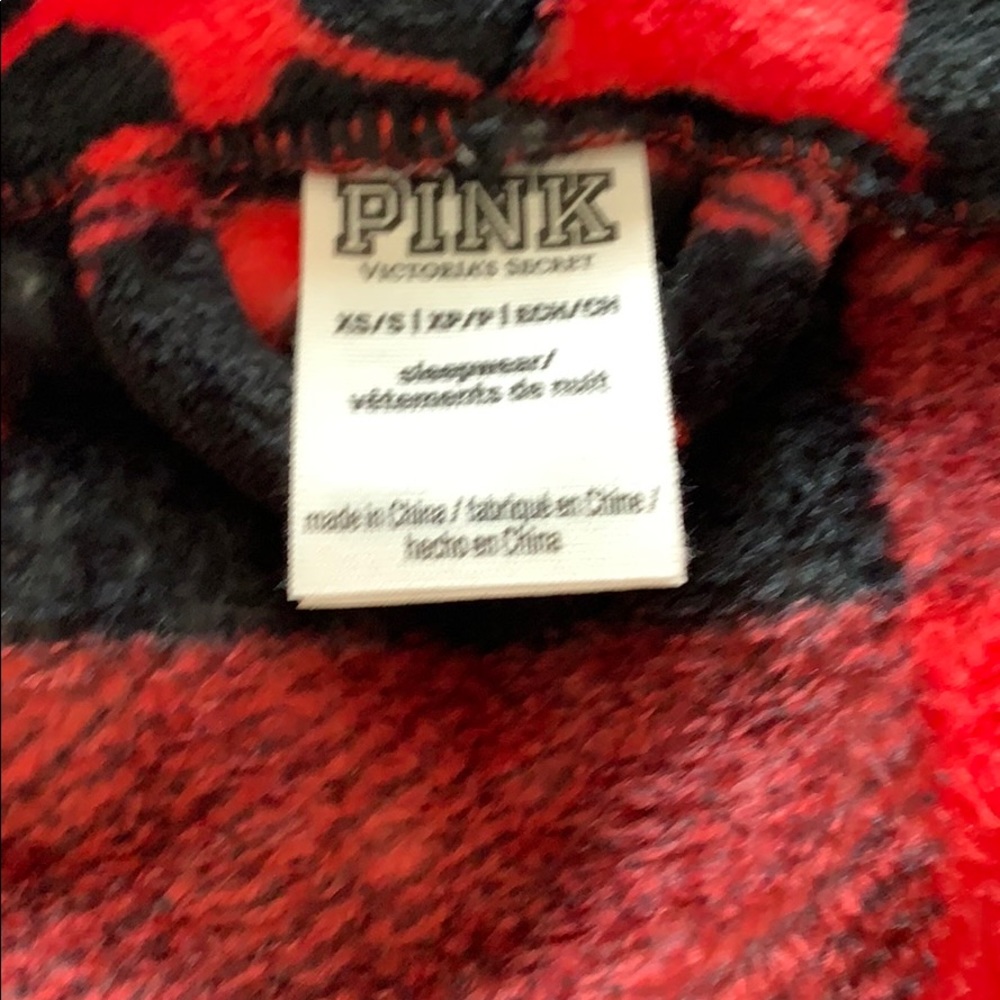 PINK
VICTORIA'S SECRET
XS/S | XP/P | ECH/CH
sleepwear/
vêtements de nuit
made in China / fabriqué en Chine /
hecho en China